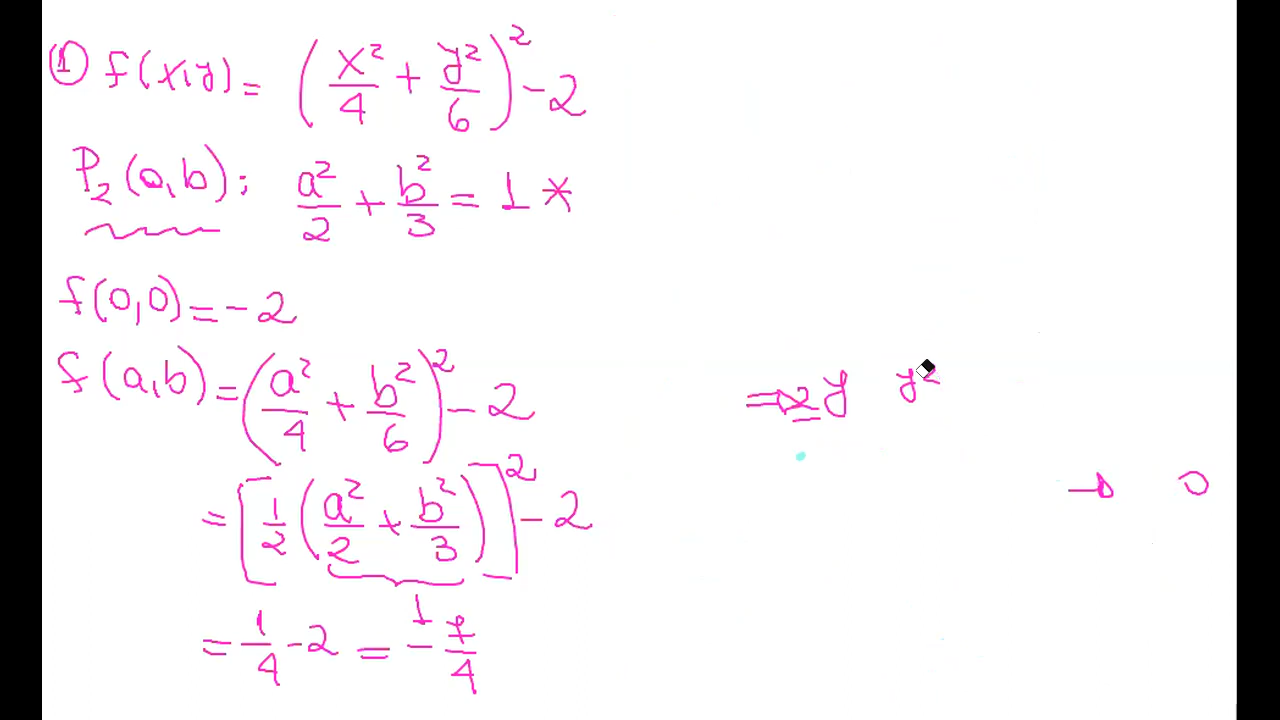 ① f(x,y) = (x²/4 + y²/6)² - 2
P₂(a,b): a²/2 + b²/3 = 1 *
f(0,0) = -2
f(a,b) = (a²/4 + b²/6)² - 2
= [1/2 (a²/2 + b²/3)]² - 2
1
= 1/4 - 2 = -7/4
y y²
→ 0